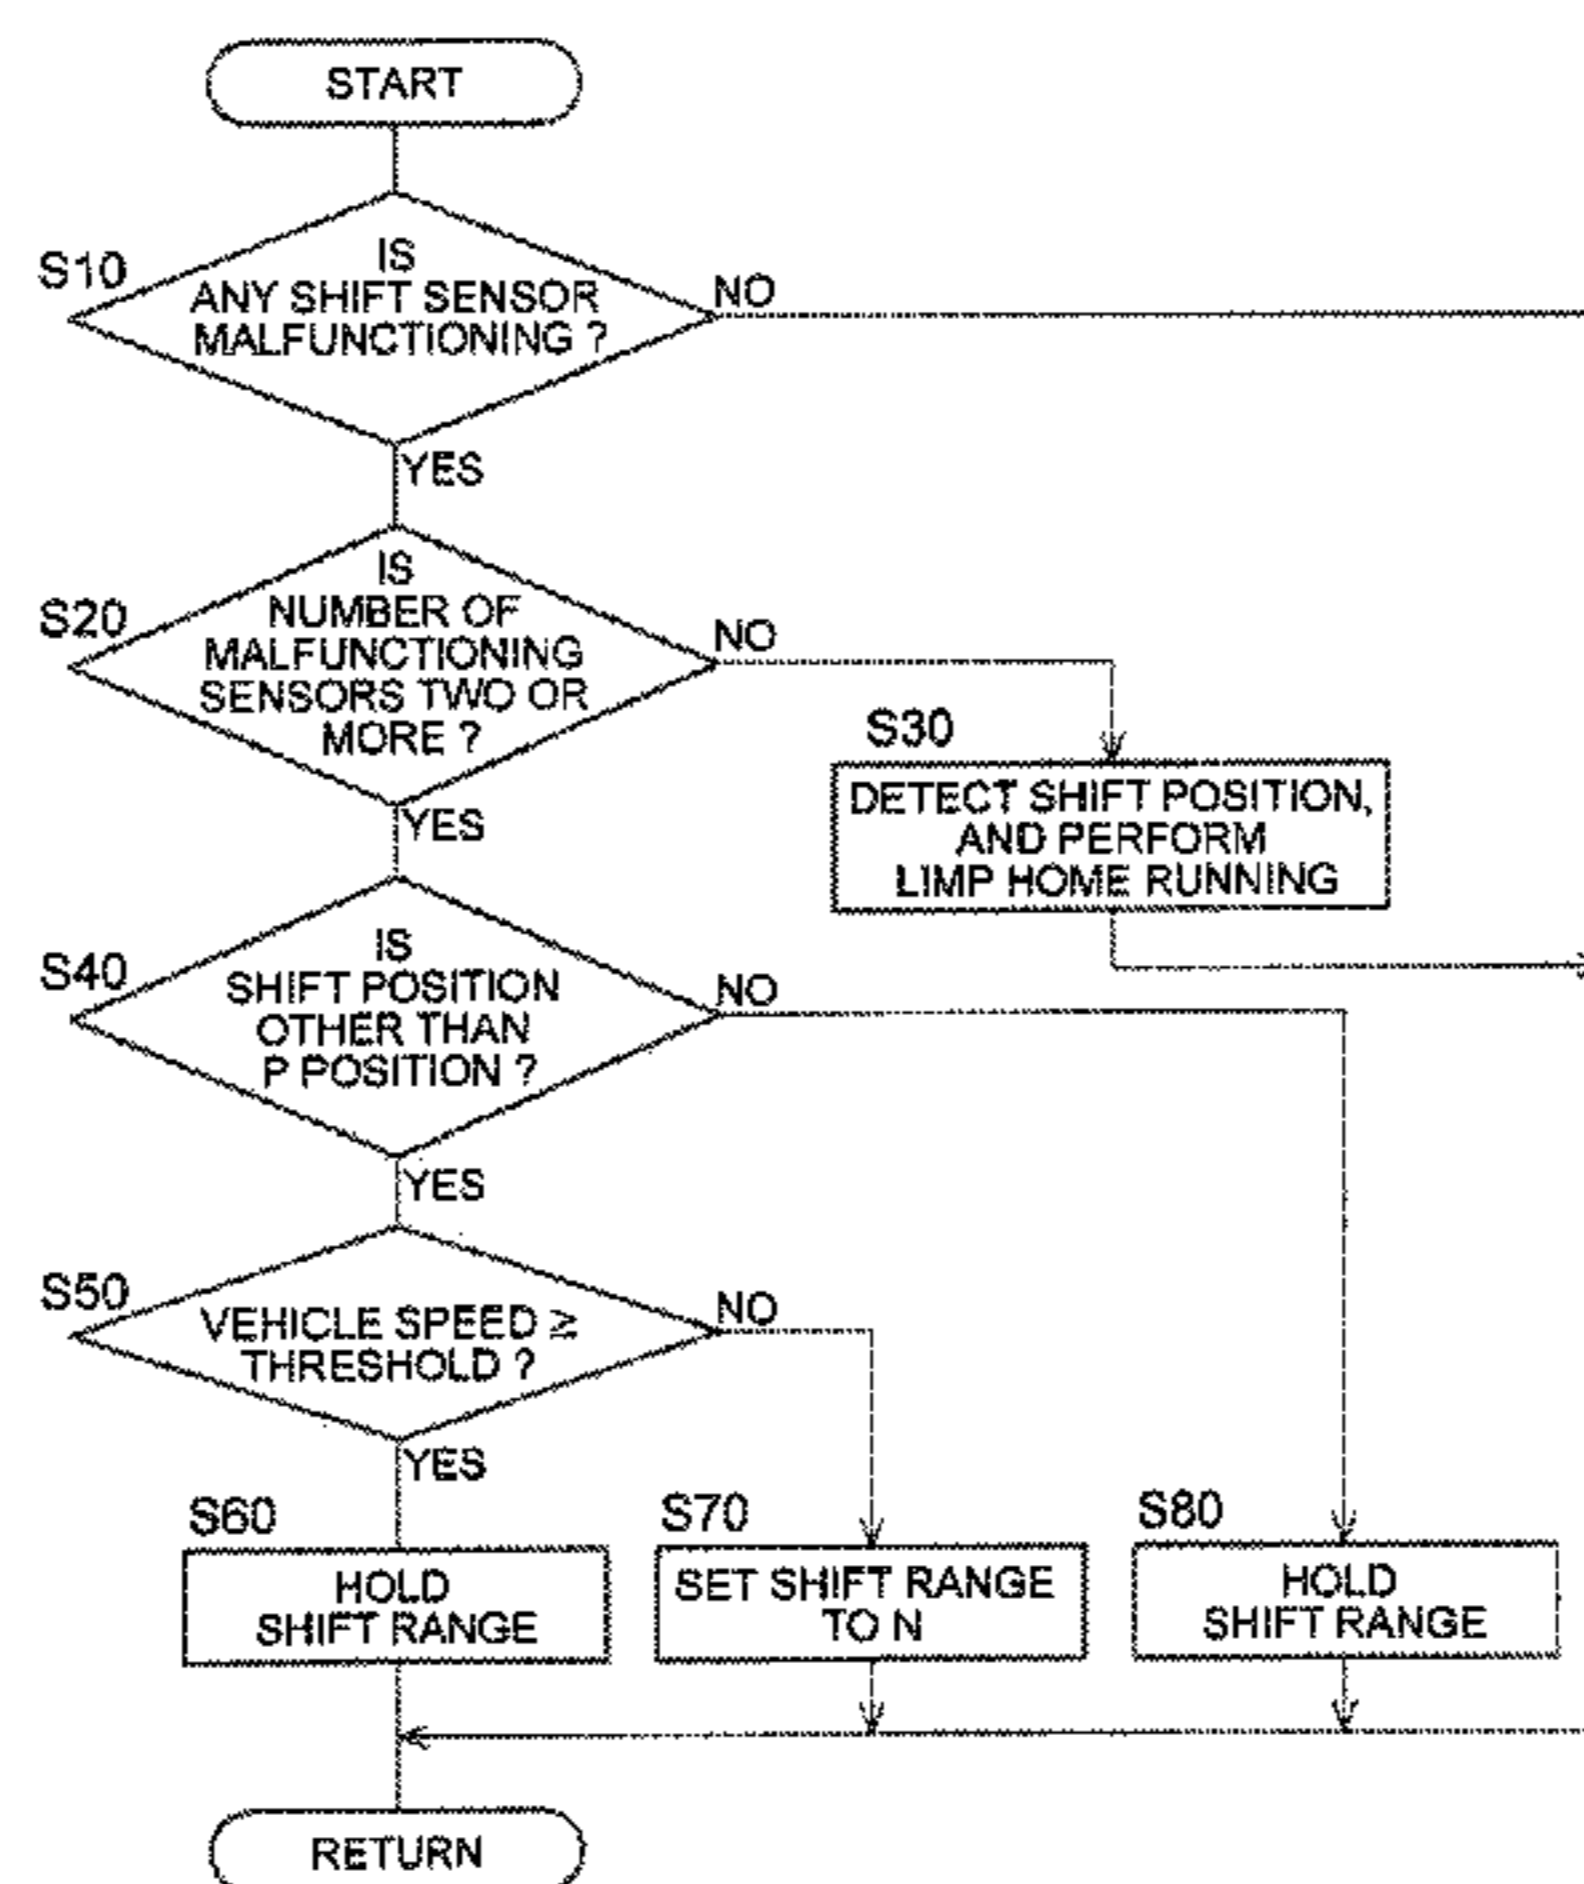 START
S10
IS
ANY SHIFT SENSOR
MALFUNCTIONING ?
NO
YES
S20
IS
NUMBER OF
MALFUNCTIONING
SENSORS TWO OR
MORE ?
NO
YES
S30
DETECT SHIFT POSITION,
AND PERFORM
LIMP HOME RUNNING
S40
IS
SHIFT POSITION
OTHER THAN
P POSITION ?
NO
YES
S50
VEHICLE SPEED ≥
THRESHOLD ?
NO
YES
S60
HOLD
SHIFT RANGE
S70
SET SHIFT RANGE
TO N
S80
HOLD
SHIFT RANGE
RETURN